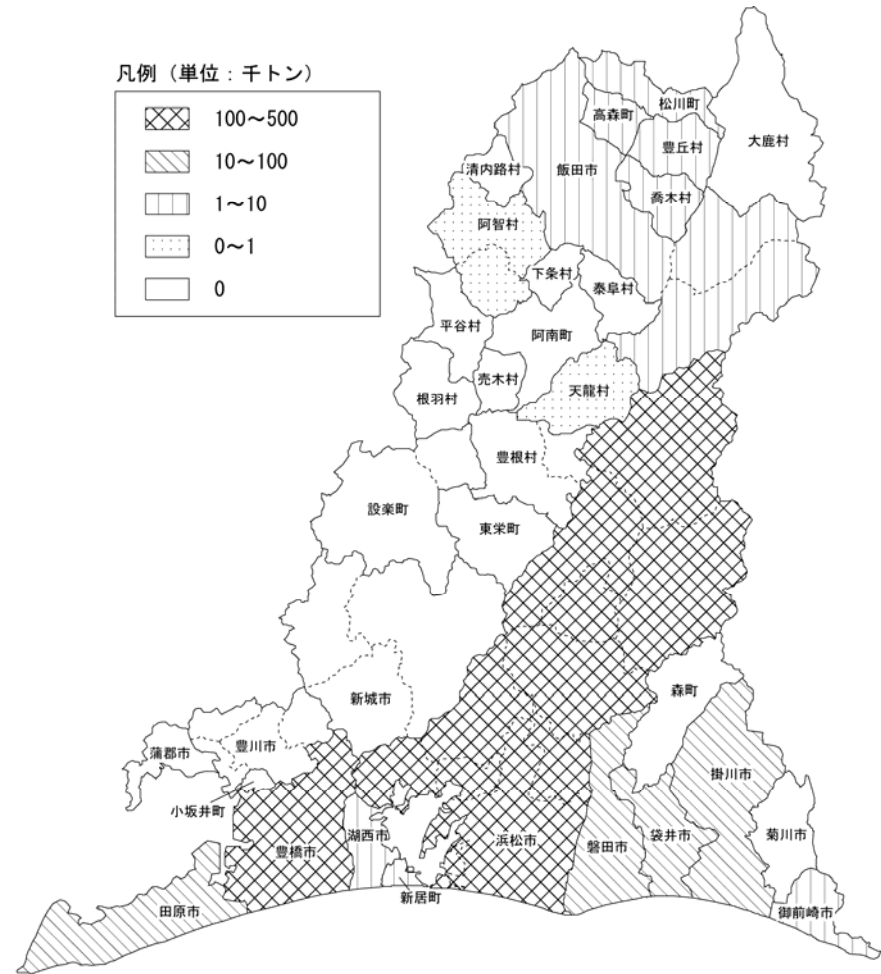 凡例（単位：千トン）
100～500
10～100
1～10
0～1
0
松川町
高森町
大鹿村
豊丘村
清内路村
飯田市
喬木村
阿智村
下条村
泰阜村
平谷村
阿南町
売木村
天龍村
根羽村
豊根村
設楽町
東栄町
新城市
森町
豊川市
蒲郡市
掛川市
小坂井町
湖西市
浜松市
袋井市
菊川市
豊橋市
磐田市
新居町
田原市
御前崎市